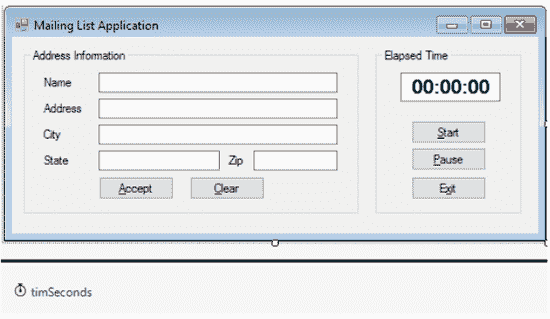 Mailing List Application
Address Information
Name
Address
City
State Zip
Accept Clear
Elapsed Time
00:00:00
Start
Pause
Exit
timSeconds